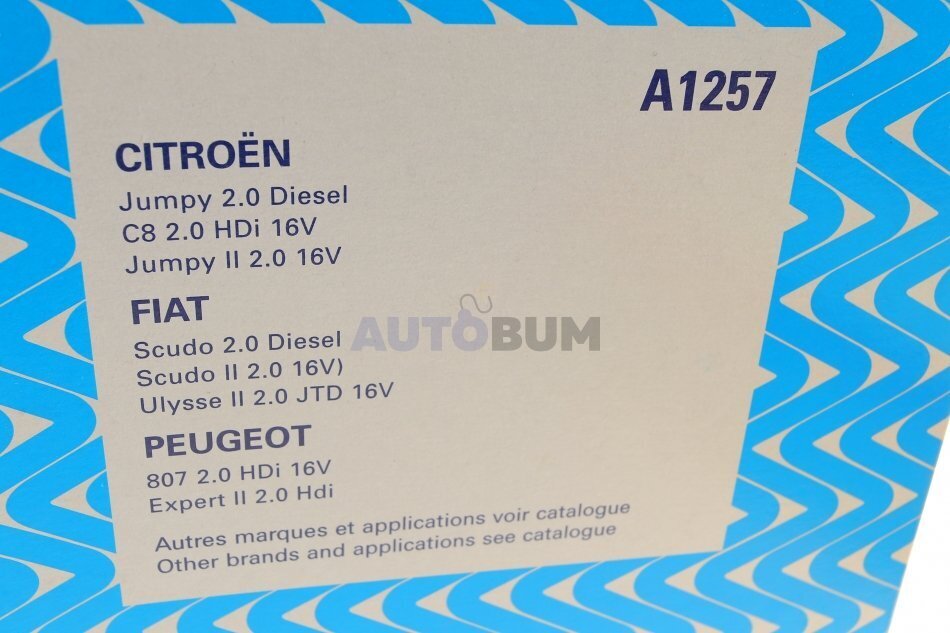 A1257
CITROËN
Jumpy 2.0 Diesel
C8 2.0 HDi 16V
Jumpy II 2.0 16V
FIAT
Scudo 2.0 Diesel
Scudo II 2.0 16V)
Ulysse II 2.0 JTD 16V
AUTOBUM
PEUGEOT
807 2.0 HDi 16V
Expert II 2.0 Hdi
Autres marques et applications voir catalogue
Other brands and applications see catalogue